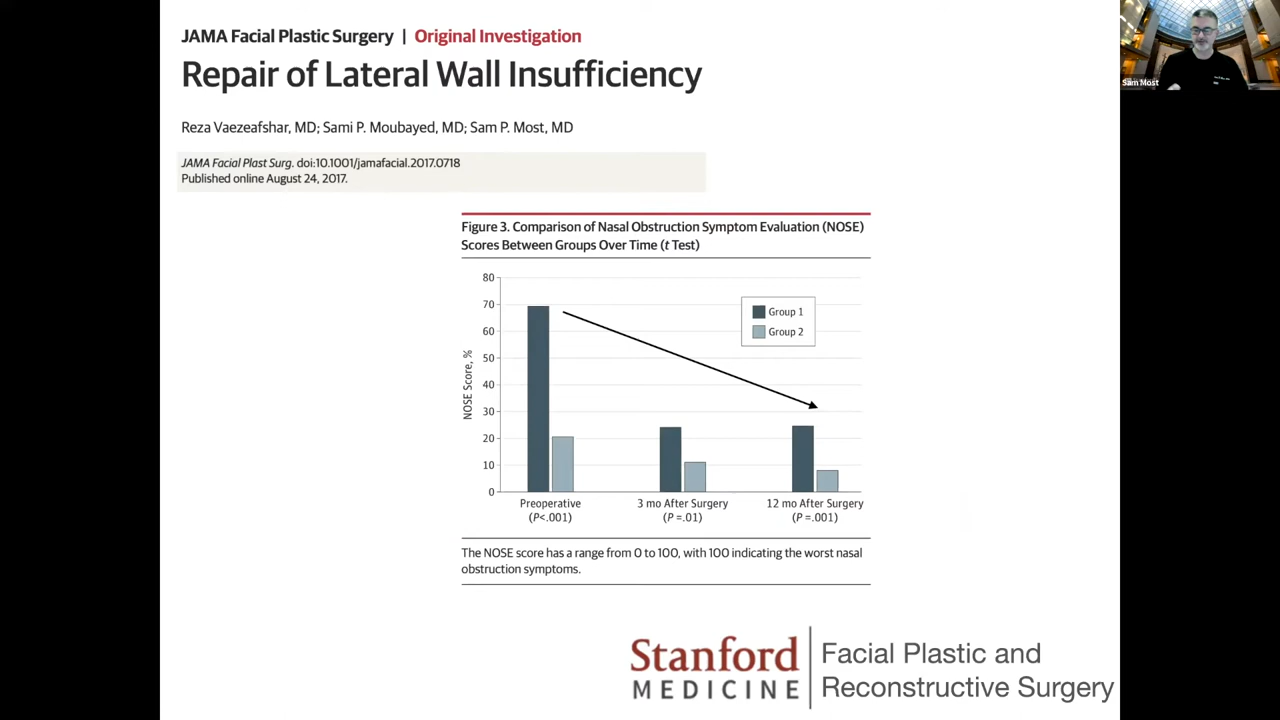 JAMA Facial Plastic Surgery | Original Investigation
Repair of Lateral Wall Insufficiency
Reza Vaezeafshar, MD; Sami P. Moubayed, MD; Sam P. Most, MD
JAMA Facial Plast Surg. doi:10.1001/jamafacial.2017.0718
Published online August 24, 2017.
Sam Most
Figure 3. Comparison of Nasal Obstruction Symptom Evaluation (NOSE)
Scores Between Groups Over Time (t Test)
NOSE Score, %
80
70
60
50
40
30
20
10
0
Group 1
Group 2
Preoperative
(P<.001)
3 mo After Surgery
(P =.01)
12 mo After Surgery
(P =.001)
The NOSE score has a range from 0 to 100, with 100 indicating the worst nasal
obstruction symptoms.
Stanford
MEDICINE
Facial Plastic and
Reconstructive Surgery